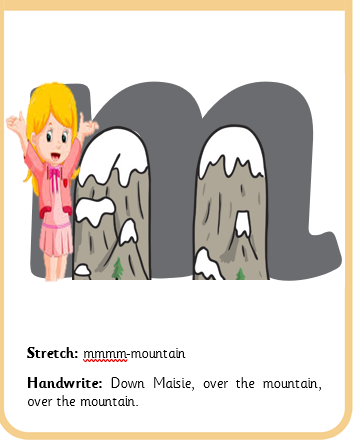 m
Stretch: mmmm-mountain
Handwrite: Down Maisie, over the mountain,
over the mountain.